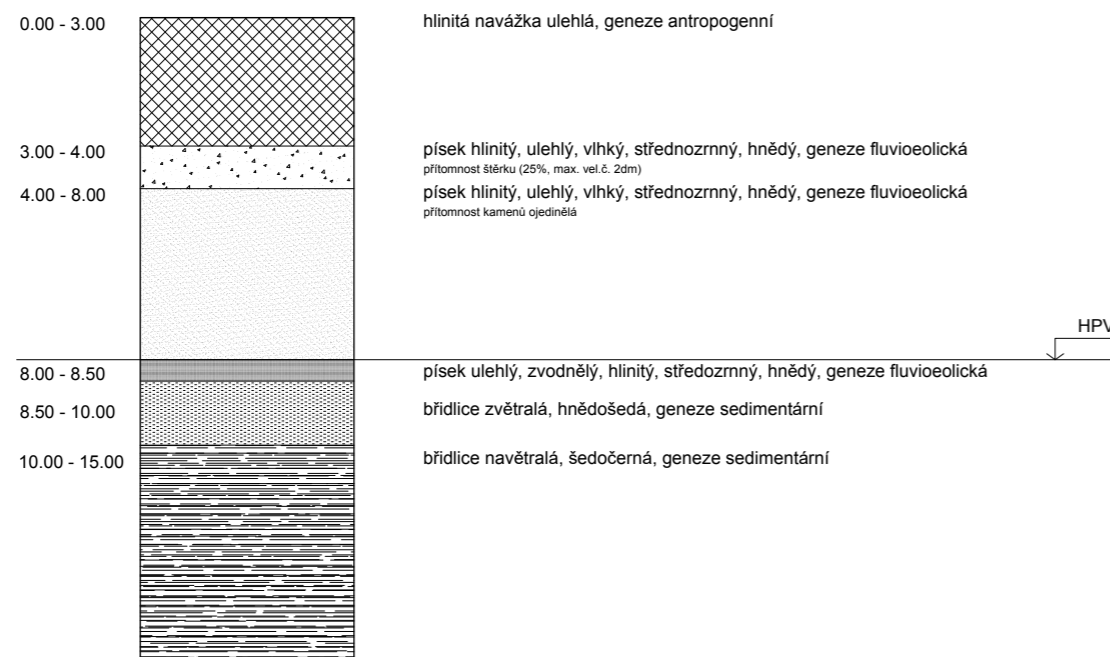 0.00 - 3.00 hlinitá navážka ulehlá, geneze antropogenní
3.00 - 4.00 písek hlinitý, ulehlý, vlhký, střednozrnný, hnědý, geneze fluvioeolická
přítomnost štěrku (25%, max. vel.č. 2dm)
4.00 - 8.00 písek hlinitý, ulehlý, vlhký, střednozrnný, hnědý, geneze fluvioeolická
přítomnost kamenů ojedinělá
HPV
8.00 - 8.50 písek ulehlý, zvodnělý, hlinitý, středozrnný, hnědý, geneze fluvioeolická
8.50 - 10.00 břidlice zvětralá, hnědošedá, geneze sedimentární
10.00 - 15.00 břidlice navětralá, šedočerná, geneze sedimentární